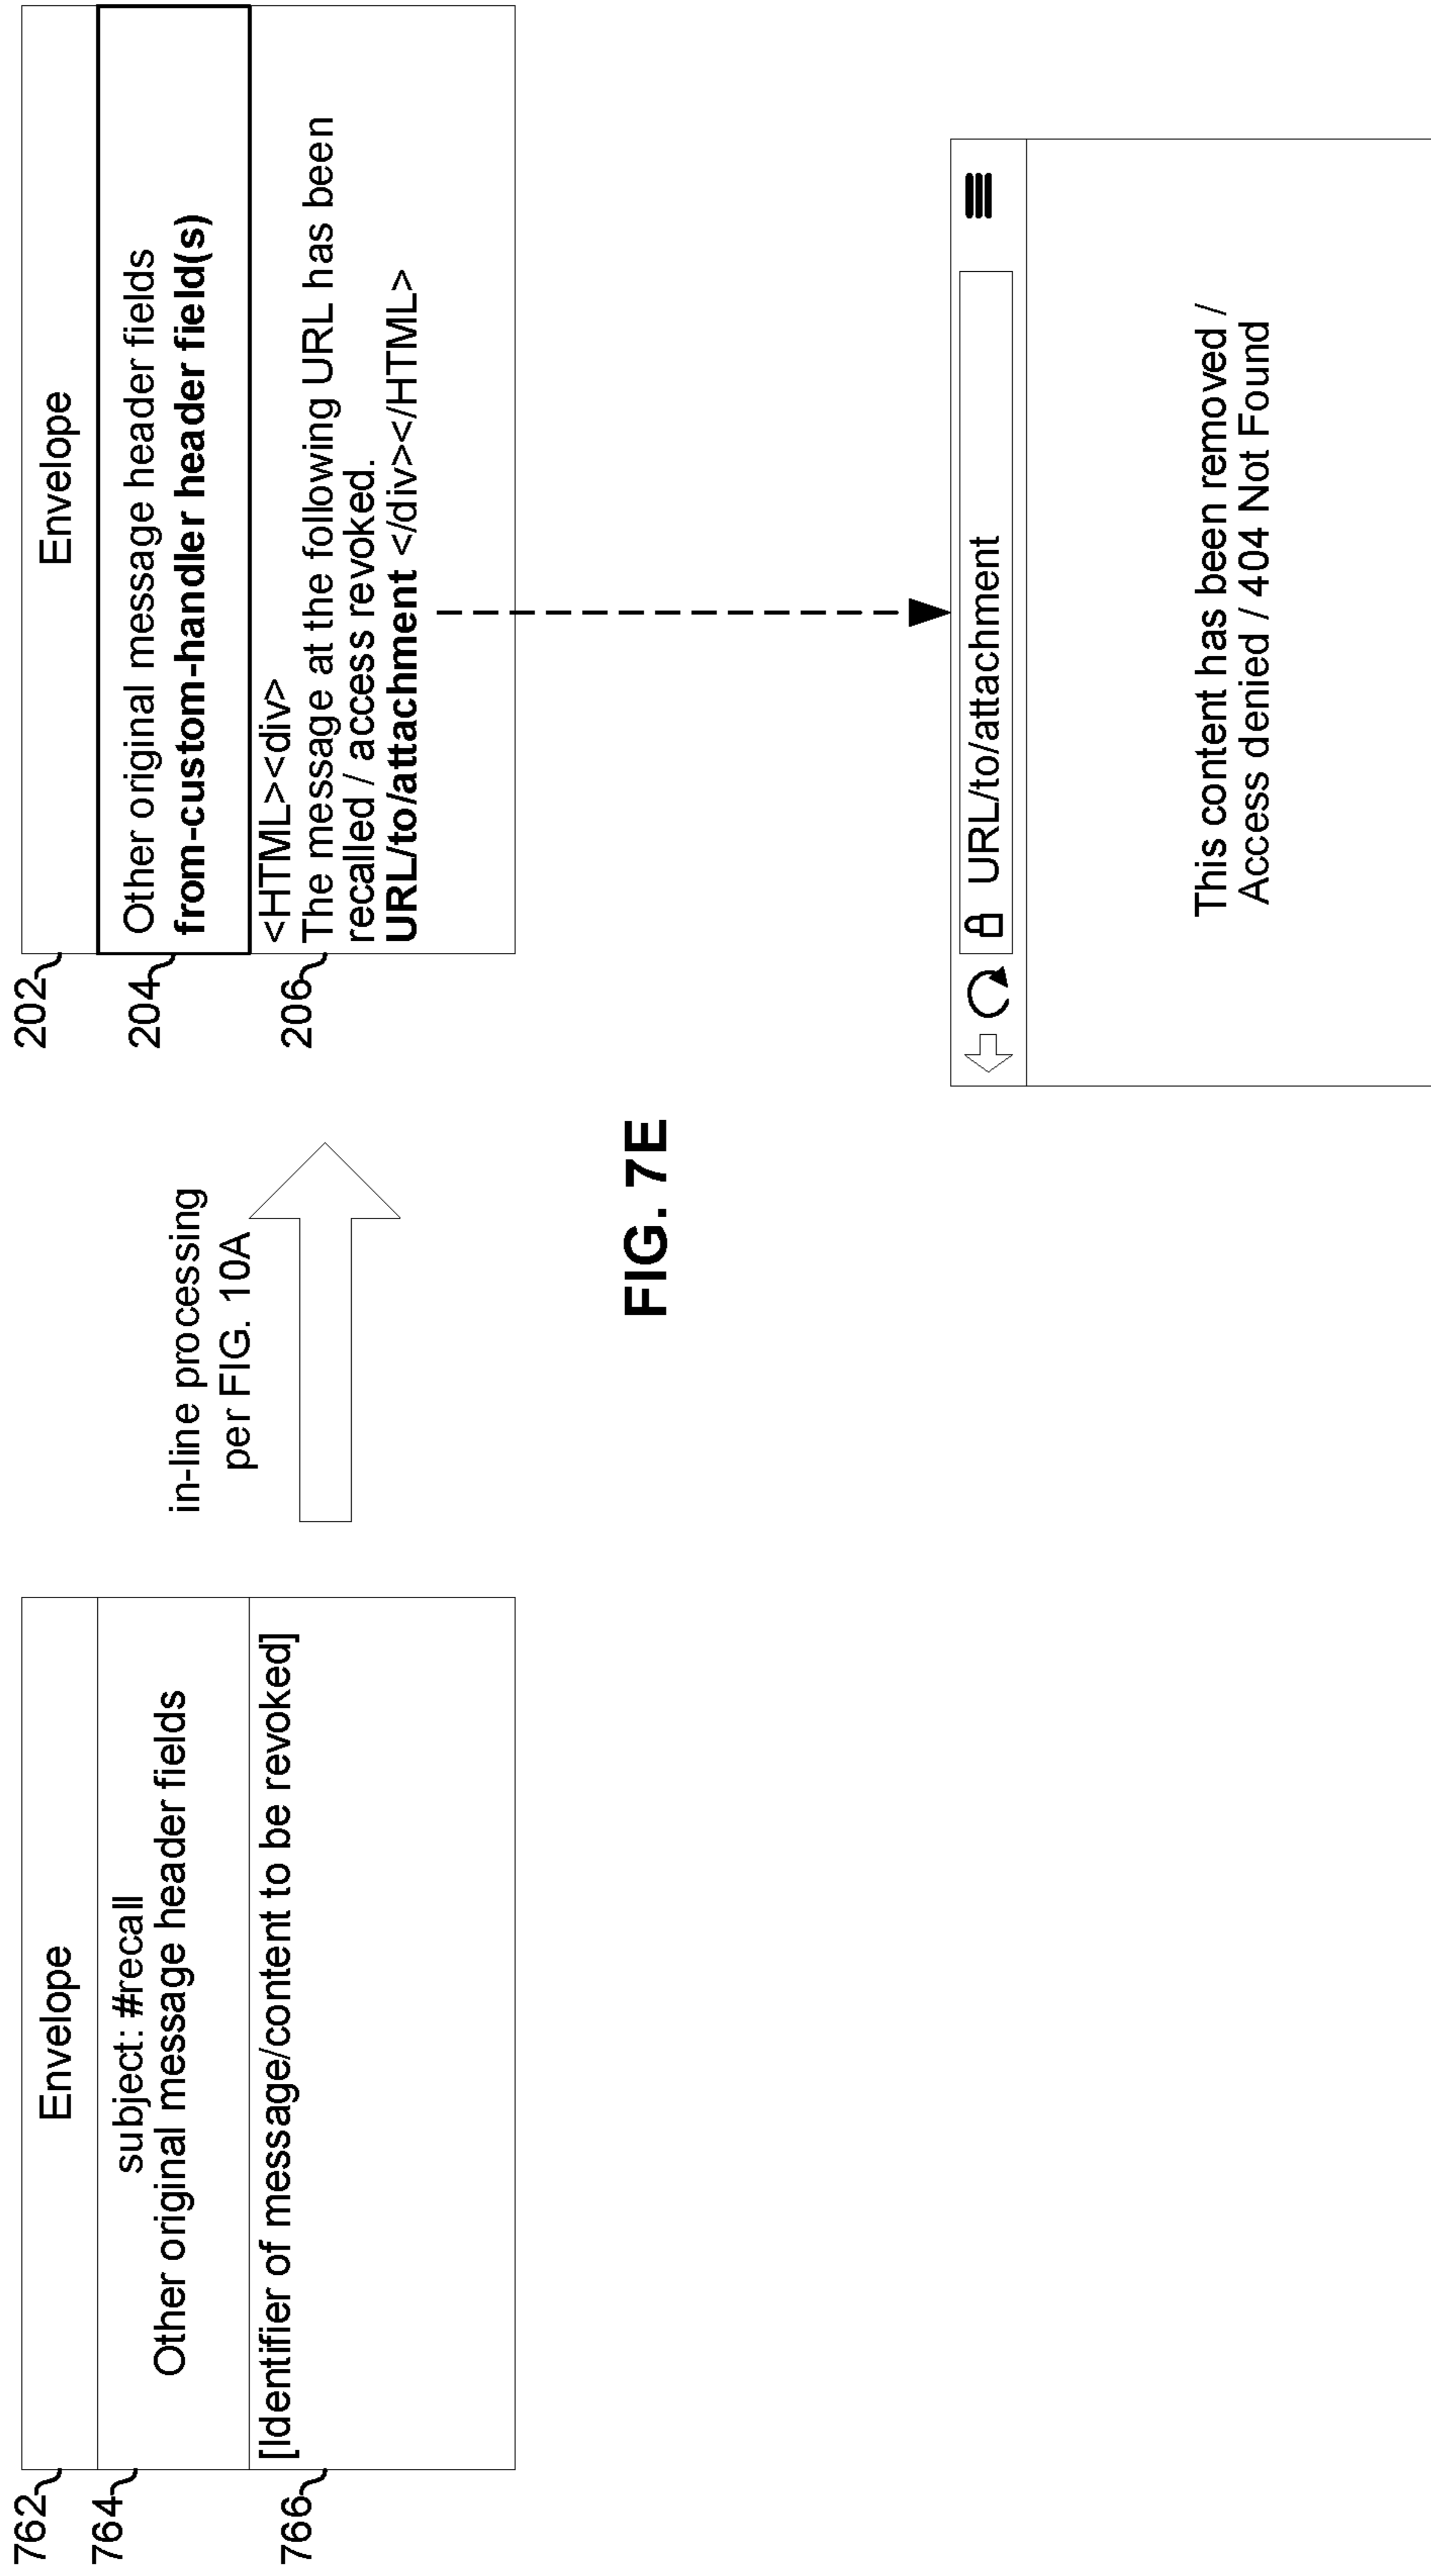 762
Envelope
764
subject: #recall
Other original message header fields
766
[Identifier of message/content to be revoked]
in-line processing
per FIG. 10A
202
Envelope
204
Other original message header fields
from-custom-handler header field(s)
206
<HTML><div>
The message at the following URL has been
recalled / access revoked.
URL/to/attachment </div></HTML>
FIG. 7E
URL/to/attachment
This content has been removed /
Access denied / 404 Not Found